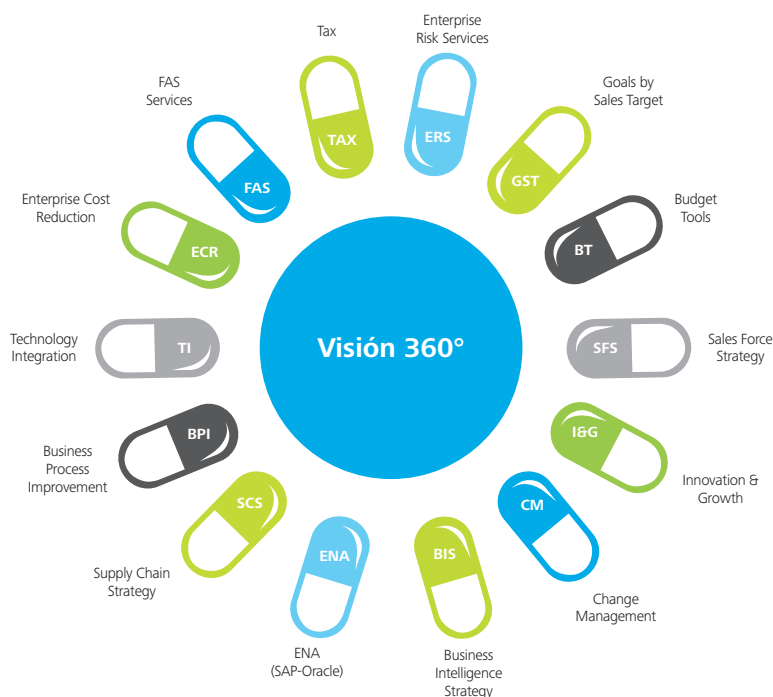 Tax
Enterprise
Risk Services
FAS
Services
Goals by
Sales Target
TAX
ERS
FAS
GST
Enterprise Cost
Reduction
Budget
Tools
ECR
BT
Technology
Integration
TI
Visión 360°
SFS
Sales Force
Strategy
BPI
I&G
Business
Process
Improvement
Innovation &
Growth
SCS
CM
ENA
BIS
Supply Chain
Strategy
Change
Management
ENA
(SAP-Oracle)
Business
Intelligence
Strategy